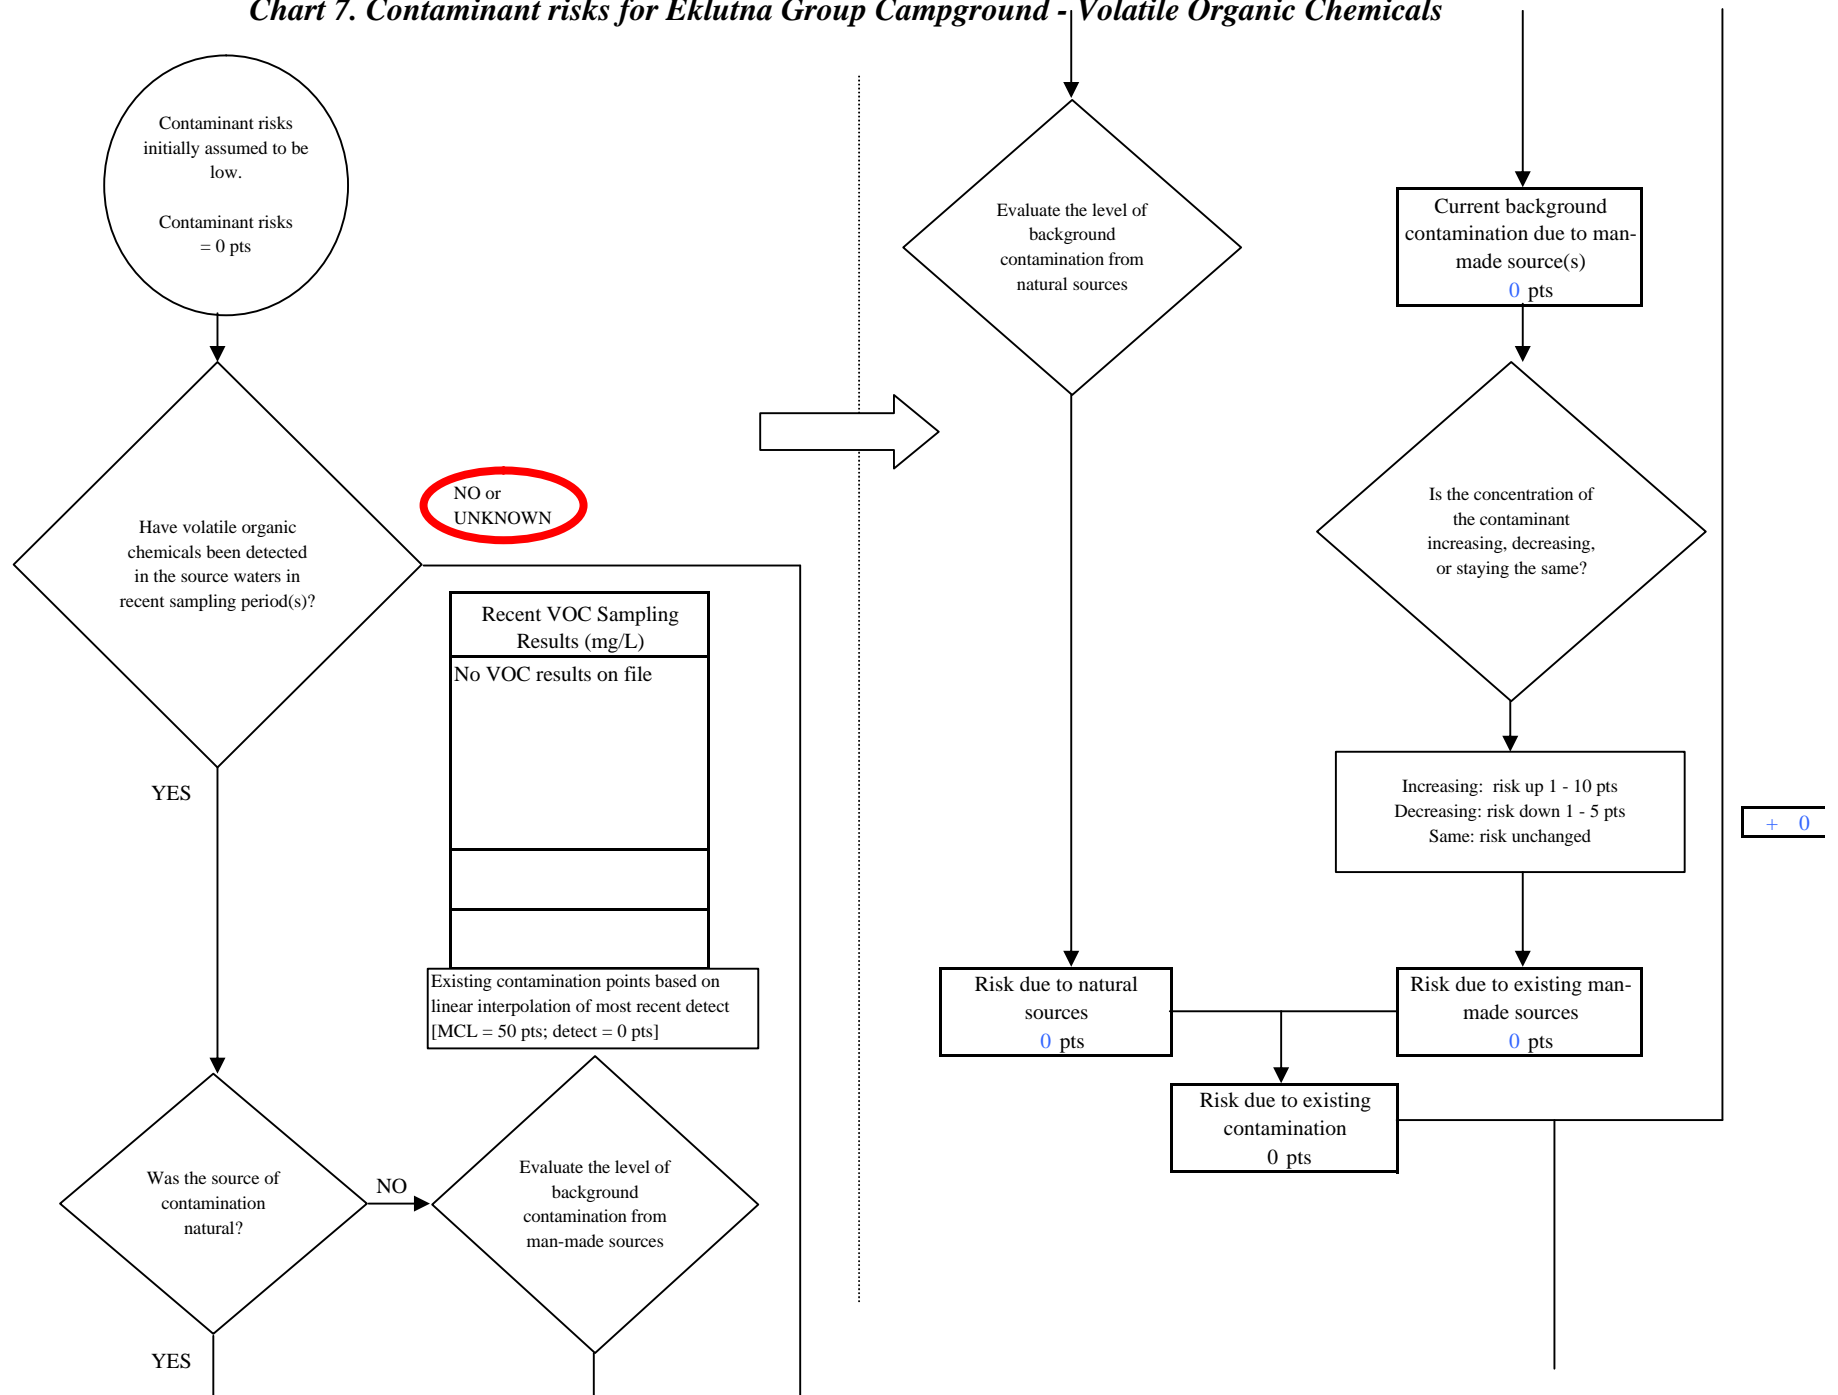 Chart 7. Contaminant risks for Eklutna Group Campground - Volatile Organic Chemicals
Contaminant risks
initially assumed to be
low.
Contaminant risks
= 0 pts
Have volatile organic
chemicals been detected
in the source waters in
recent sampling period(s)?
NO or
UNKNOWN
YES
Recent VOC Sampling
Results (mg/L)
No VOC results on file
Existing contamination points based on
linear interpolation of most recent detect
[MCL = 50 pts; detect = 0 pts]
Was the source of
contamination
natural?
NO
YES
Evaluate the level of
background
contamination from
man-made sources
Evaluate the level of
background
contamination from
natural sources
Current background
contamination due to man-
made source(s)
0 pts
Is the concentration of
the contaminant
increasing, decreasing,
or staying the same?
Increasing: risk up 1 - 10 pts
Decreasing: risk down 1 - 5 pts
Same: risk unchanged
+ 0
Risk due to natural
sources
0 pts
Risk due to existing man-
made sources
0 pts
Risk due to existing
contamination
0 pts